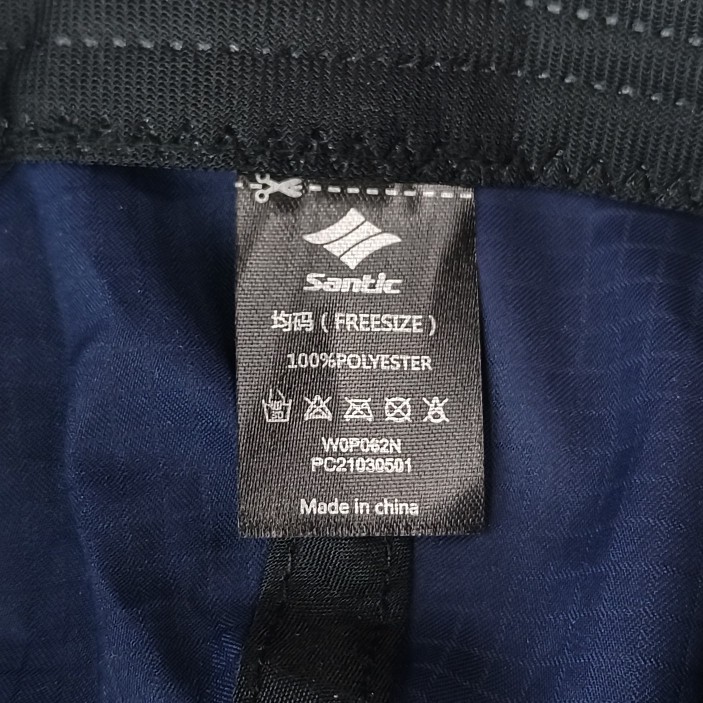 Santic
均码 ( FREESIZE )
100%POLYESTER
W0P062N
PC21030501
Made in china